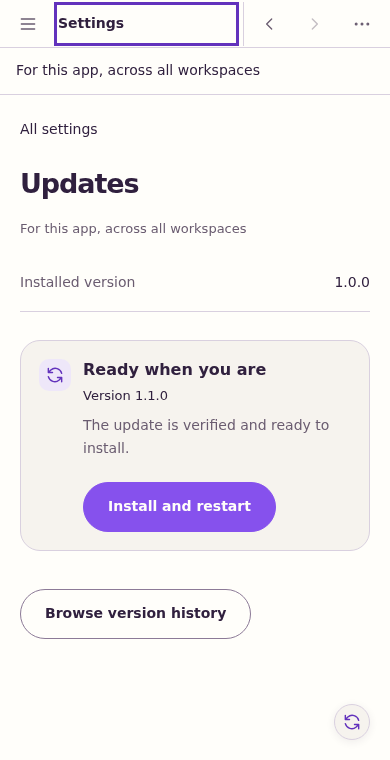 Settings
For this app, across all workspaces
All settings
Updates
For this app, across all workspaces
Installed version 1.0.0
Ready when you are
Version 1.1.0
The update is verified and ready to
install.
Install and restart
Browse version history